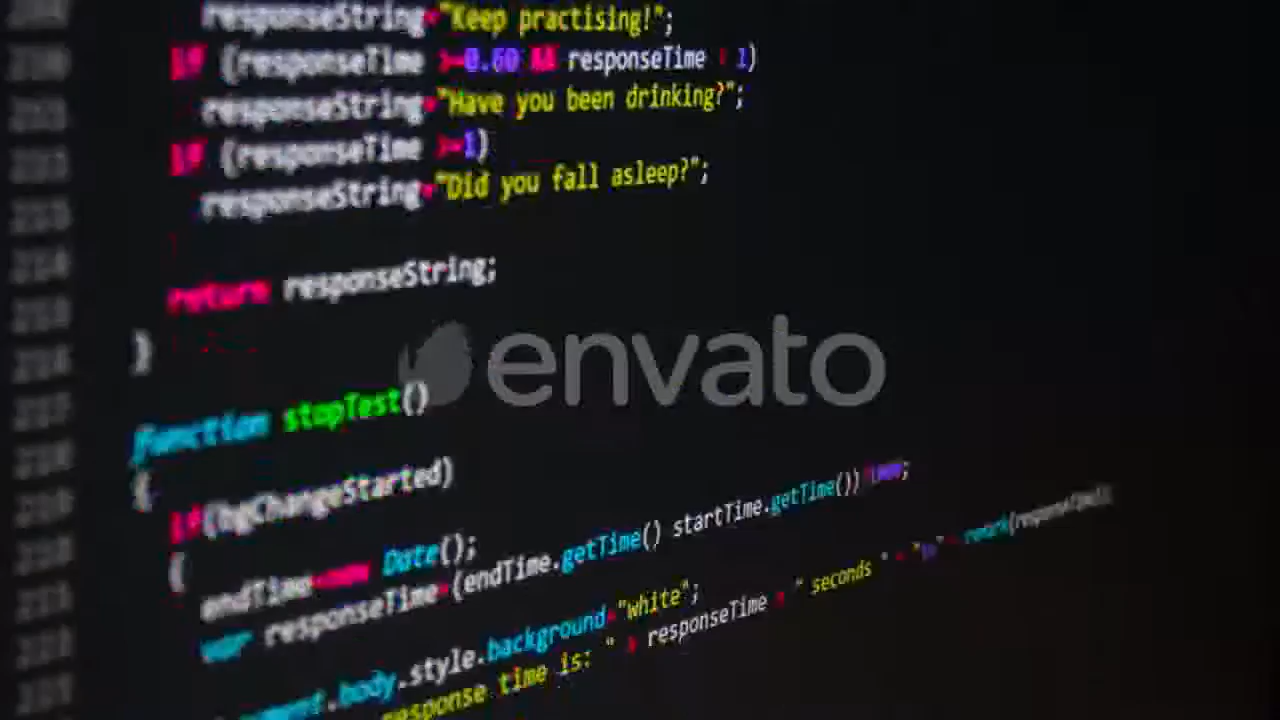 responseString="Keep practising!";
if (responseTime >=0.60 && responseTime < 1)
responseString="Have you been drinking?";
if (responseTime >=1)
responseString="Did you fall asleep?";
return responseString;
}
envato
function stopTest()
{
if(bgChangeStarted)
{
endTime=new Date();
var responseTime=(endTime.getTime() startTime.getTime())
.body.style.background="white";
response time is: " + responseTime + " seconds " +